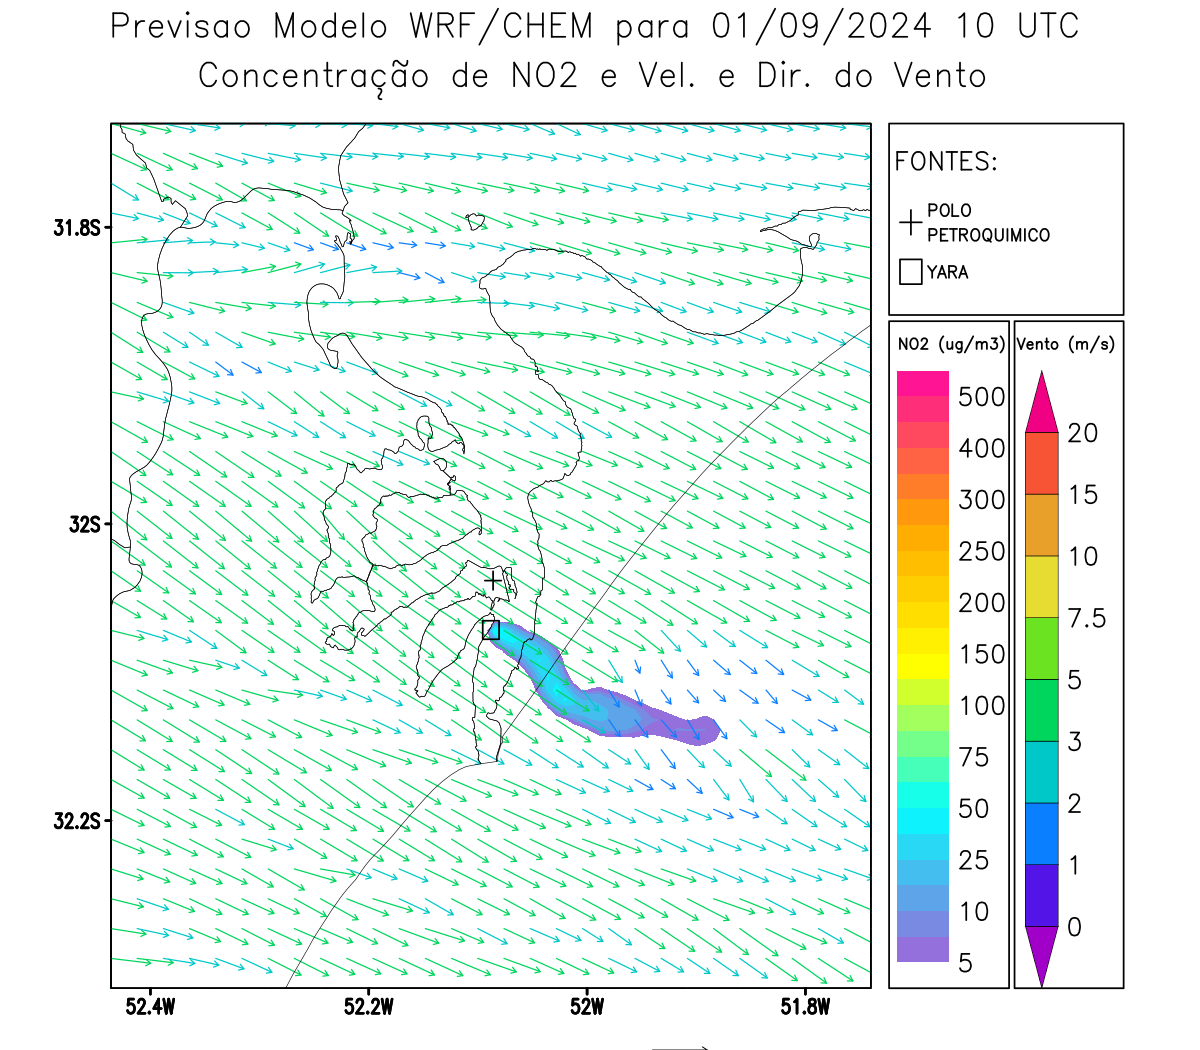 Previsao Modelo WRF/CHEM para 01/09/2024 10 UTC
Concentração de NO2 e Vel. e Dir. do Vento
FONTES:
POLO
PETROQUIMICO
YARA
NO2 (ug/m3)
500
400
300
250
200
150
100
75
50
25
10
5
Vento (m/s)
20
15
10
7.5
5
3
2
1
0
31.8S
32S
32.2S
52.4W
52.2W
52W
51.8W